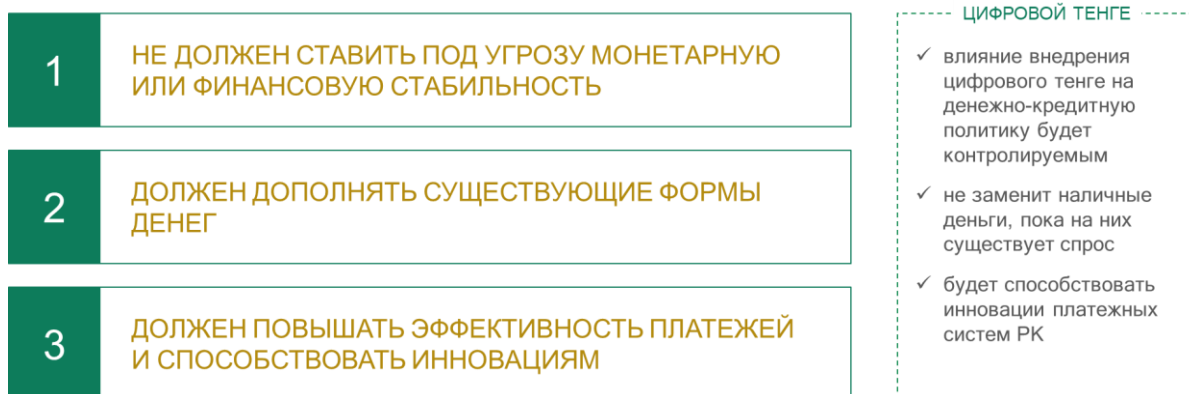 1
НЕ ДОЛЖЕН СТАВИТЬ ПОД УГРОЗУ МОНЕТАРНУЮ
ИЛИ ФИНАНСОВУЮ СТАБИЛЬНОСТЬ
2
ДОЛЖЕН ДОПОЛНЯТЬ СУЩЕСТВУЮЩИЕ ФОРМЫ
ДЕНЕГ
3
ДОЛЖЕН ПОВЫШАТЬ ЭФФЕКТИВНОСТЬ ПЛАТЕЖЕЙ
И СПОСОБСТВОВАТЬ ИННОВАЦИЯМ
ЦИФРОВОЙ ТЕНГЕ
✓ влияние внедрения
цифрового тенге на
денежно-кредитную
политику будет
контролируемым
✓ не заменит наличные
деньги, пока на них
существует спрос
✓ будет способствовать
инновации платежных
систем РК